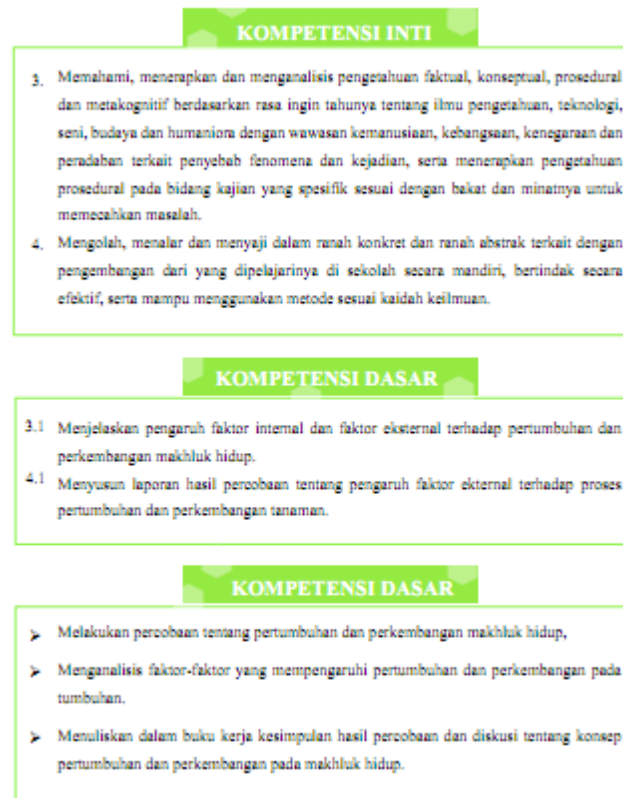 KOMPETENSI INTI
3. Memahami, menerapkan dan menganalisis pengetahuan faktual, konseptual, prosedural
dan metakognitif berdasarkan rasa ingin tahunya tentang ilmu pengetahuan, teknologi,
seni, budaya dan humaniora dengan wawasan kemanusiaan, kebangsaan, kenegaraan dan
peradaban terkait penyebab fenomena dan kejadian, serta menerapkan pengetahuan
prosedural pada bidang kajian yang spesifik sesuai dengan bakat dan minatnya untuk
memecahkan masalah.
4. Mengolah, menalar dan menyaji dalam ranah konkret dan ranah abstrak terkait dengan
pengembangan dari yang dipelajarinya di sekolah secara mandiri, bertindak secara
efektif, serta mampu menggunakan metode sesuai kaidah keilmuan.
KOMPETENSI DASAR
3.1 Menjelaskan pengaruh faktor internal dan faktor eksternal terhadap pertumbuhan dan
perkembangan makhluk hidup.
4.1 Menyusun laporan hasil percobaan tentang pengaruh faktor ekternal terhadap proses
pertumbuhan dan perkembangan tanaman.
KOMPETENSI DASAR
➢ Melakukan percobaan tentang pertumbuhan dan perkembangan makhluk hidup,
➢ Menganalisis faktor-faktor yang mempengaruhi pertumbuhan dan perkembangan pada
tumbuhan.
➢ Menuliskan dalam buku kerja kesimpulan hasil percobaan dan diskusi tentang konsep
pertumbuhan dan perkembangan pada makhluk hidup.